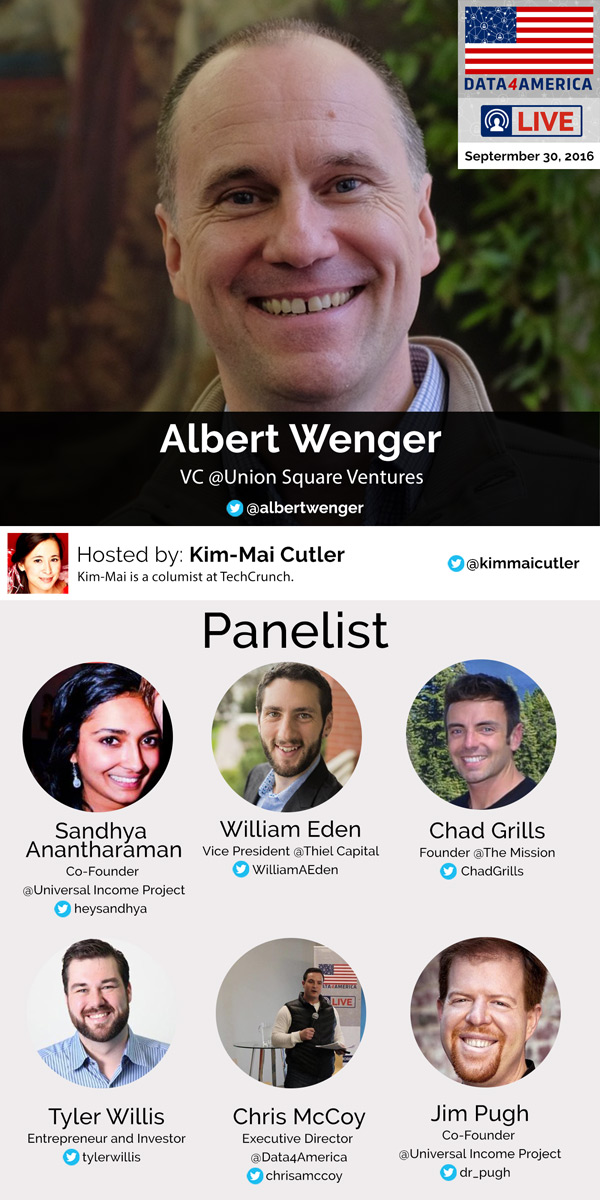 DATA4AMERICA
LIVE
Septermber 30, 2016
Albert Wenger
VC @Union Square Ventures
@albertwenger
Hosted by: Kim-Mai Cutler
Kim-Mai is a columist at TechCrunch.
@kimmaicutler
Panelist
Sandhya
Anantharaman
Co-Founder
@Universal Income Project
heysandhya
William Eden
Vice President @Thiel Capital
WilliamAEden
Chad Grills
Founder @The Mission
ChadGrills
Tyler Willis
Entrepreneur and Investor
tylerwillis
LIVE
Chris McCoy
Executive Director
@Data4America
chrisamccoy
Jim Pugh
Co-Founder
@Universal Income Project
dr_pugh